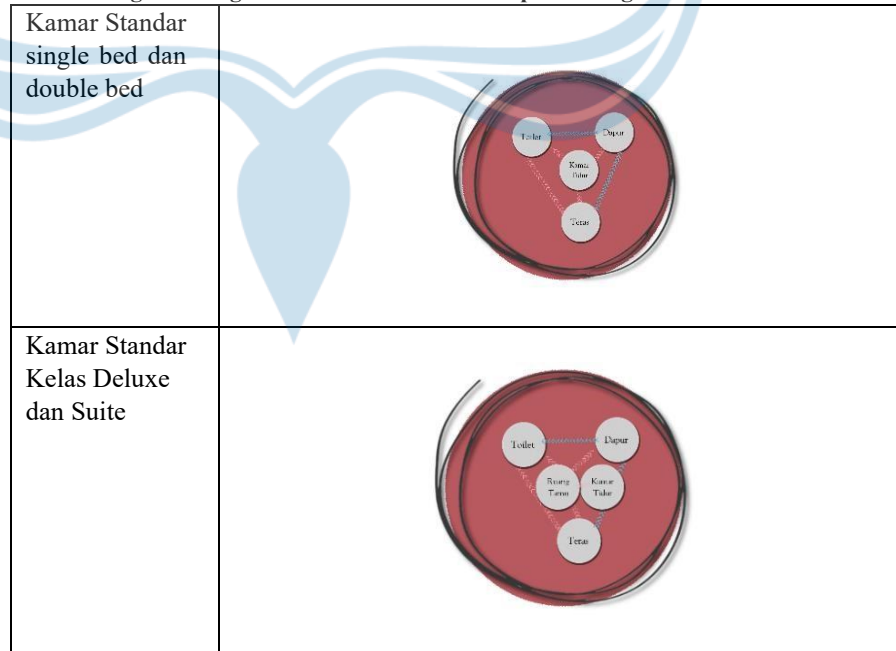 Kamar Standar
single bed dan
double bed
Toilet
Dapur
Kamar
Tidur
Teras
Kamar Standar
Kelas Deluxe
dan Suite
Toilet
Dapur
Ruang
Tamu
Kamar
Tidur
Teras